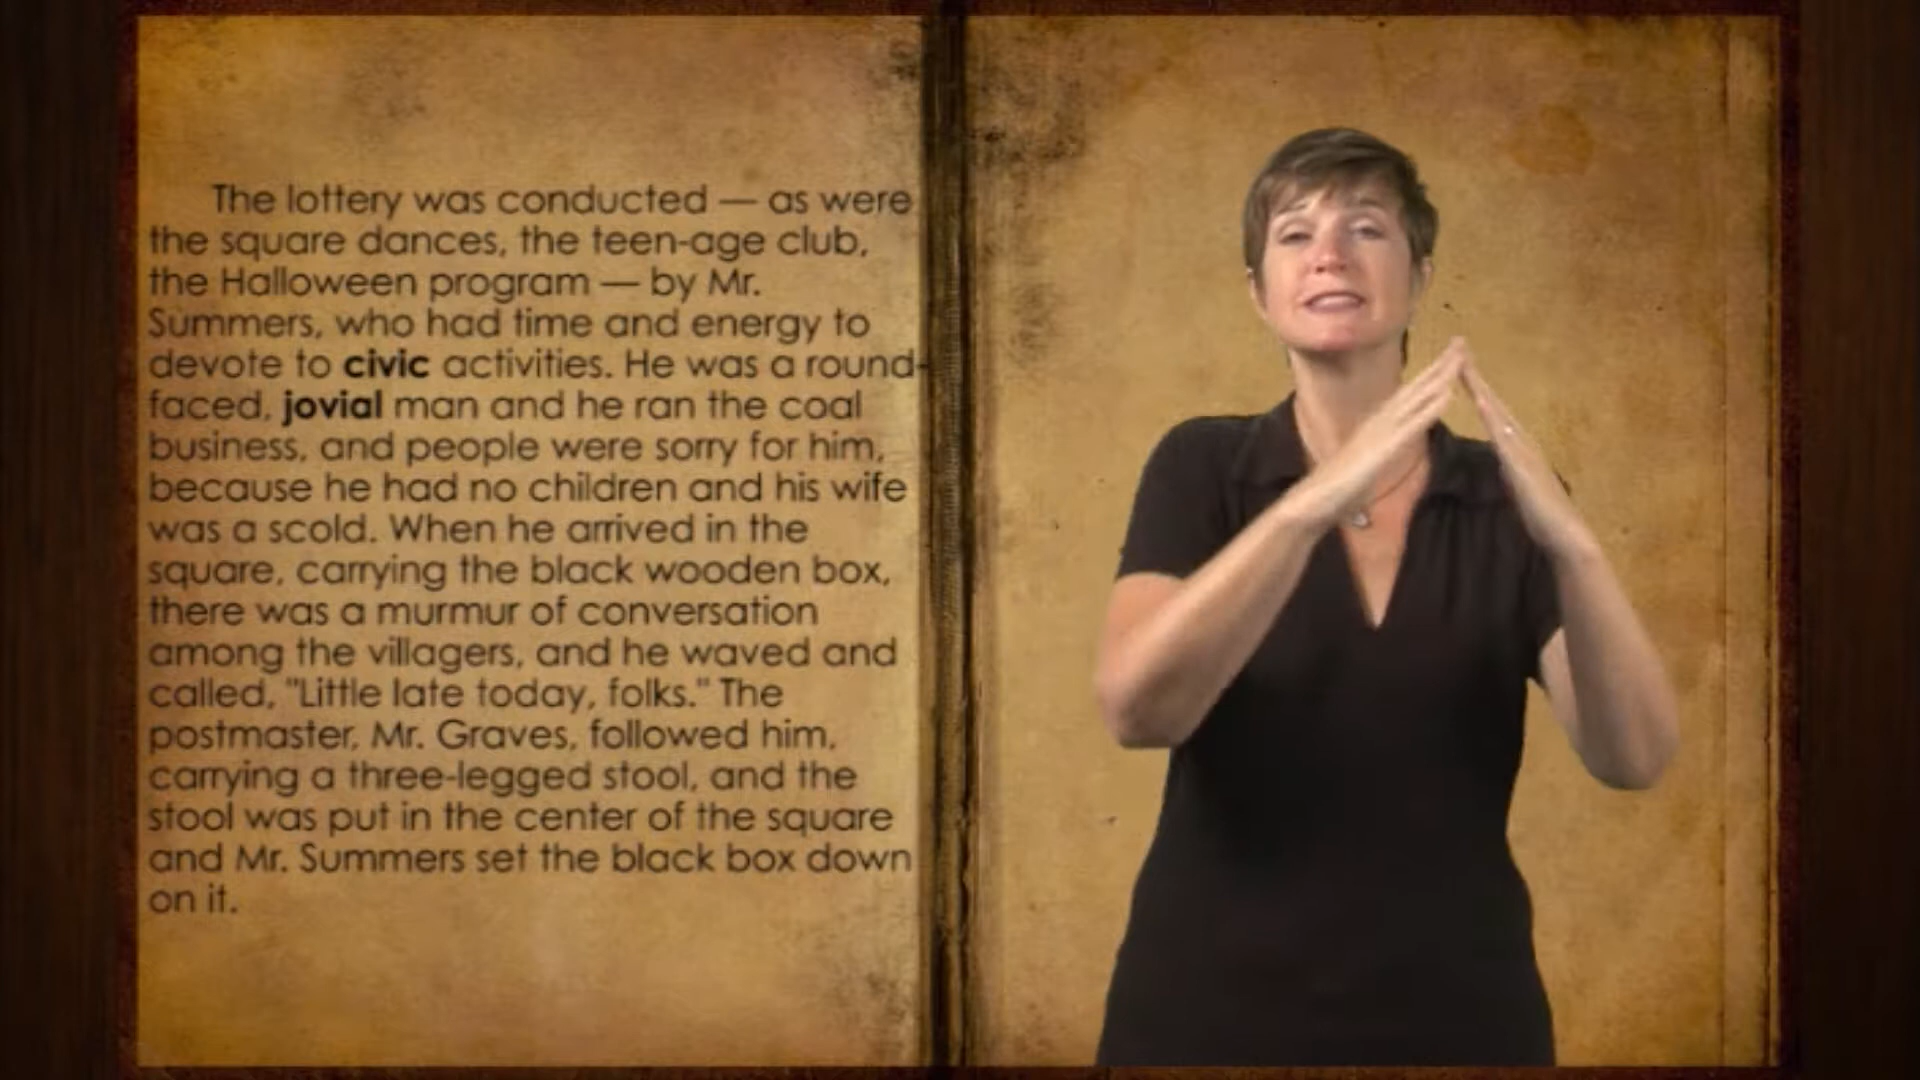 The lottery was conducted — as were
the square dances, the teen-age club,
the Halloween program — by Mr.
Summers, who had time and energy to
devote to civic activities. He was a round-
faced, jovial man and he ran the coal
business, and people were sorry for him,
because he had no children and his wife
was a scold. When he arrived in the
square, carrying the black wooden box,
there was a murmur of conversation
among the villagers, and he waved and
called, "Little late today, folks." The
postmaster, Mr. Graves, followed him,
carrying a three-legged stool, and the
stool was put in the center of the square
and Mr. Summers set the black box down
on it.